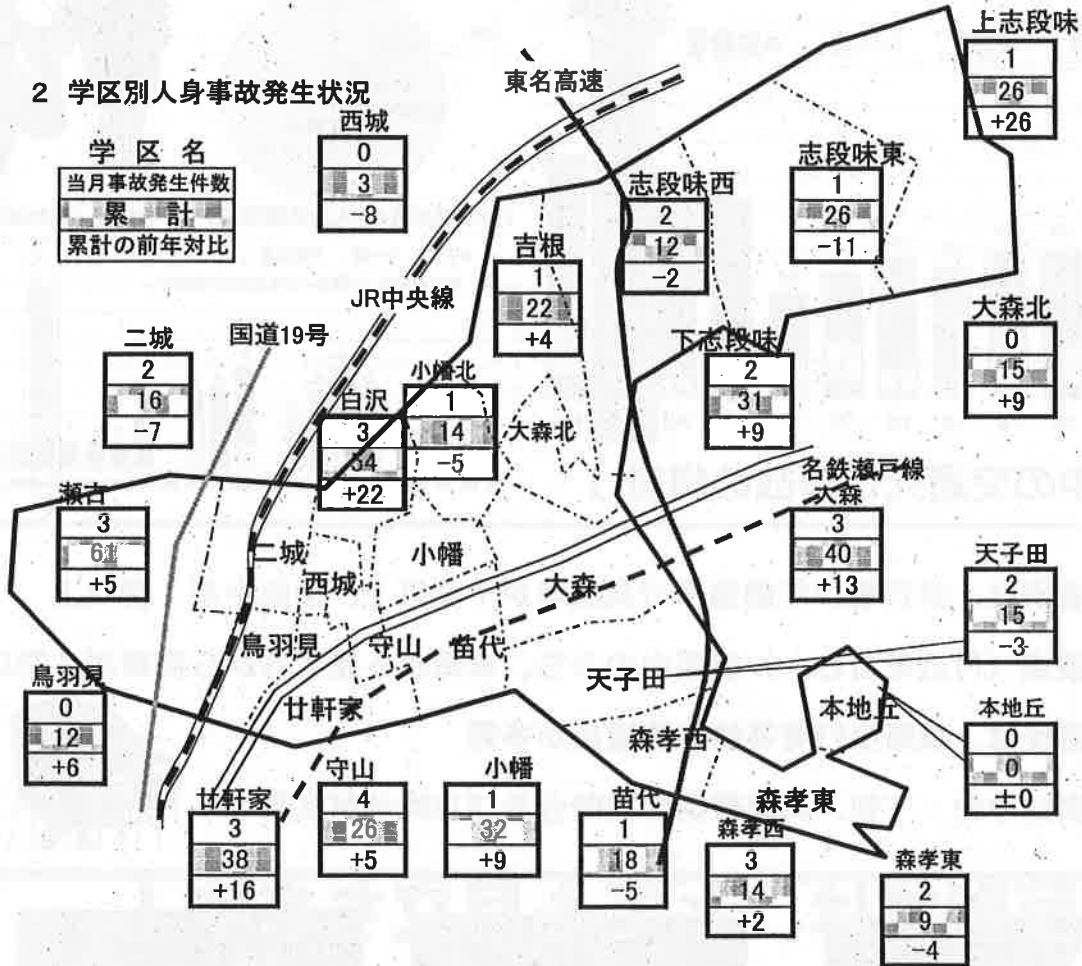 2 学区別人身事故発生状況
学区名
当月事故発生件数
累計
累計の前年対比
西城
0
3
-8
東名高速
上志段味
1
26
+26
志段味東
1
26
-11
志段味西
2
12
-2
吉根
1
22
+4
JR中央線
国道19号
二城
2
16
-7
大森北
0
15
+9
下志段味
2
31
+9
小幡北
1
14
-5
白沢
3
54
+22
大森北
名鉄瀬戸線
瀬古
3
61
+5
大森
3
40
+13
二城
西城
小幡
大森
天子田
2
15
-3
鳥羽見
守山
苗代
天子田
本地丘
鳥羽見
0
12
+6
廿軒家
森孝西
本地丘
0
0
±0
森孝東
廿軒家
3
38
+16
守山
4
26
+5
小幡
1
32
+9
苗代
1
18
-5
森孝西
3
14
+2
森孝東
2
9
-4